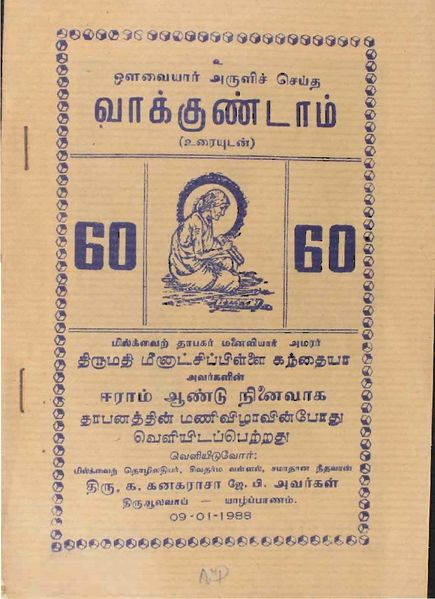 உ
ஔவையார் அருளிச் செய்த
வாக்குண்டாம்
(உரையுடன்)
60
60
மில்க்வைற் தாபகர் மனைவியார் அமரர்
திருமதி மீனாட்சிப்பிள்ளை கந்தையா
அவர்களின்
ஈராம் ஆண்டு நினைவாக
தாபனத்தின் மணிவிழாவின்போது
வெளியிடப்பெற்றது
வெளியிடுவோர்:
மில்க்வைற் தொழிலதிபர், சிவதர்ம வள்ளல், சமாதான நீதவான்
திரு. க. கனகராசா ஜே. பி. அவர்கள்
திருவூலவாய் — யாழ்ப்பாணம்.
09-01-1988